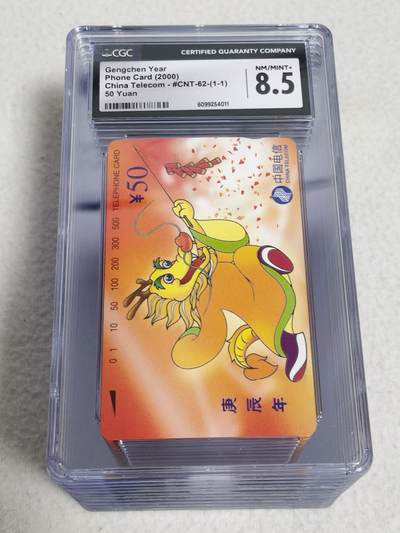 CGC
CERTIFIED GUARANTY COMPANY
Gengchen Year
Phone Card (2000)
China Telecom - #CNT-62-(1-1)
50 Yuan
NM/MINT+
8.5
6099254011
TELEPHONE CARD
0 1 10 50 100 200 300 500
¥50
中国电信
CHINA TELECOM
庚辰年